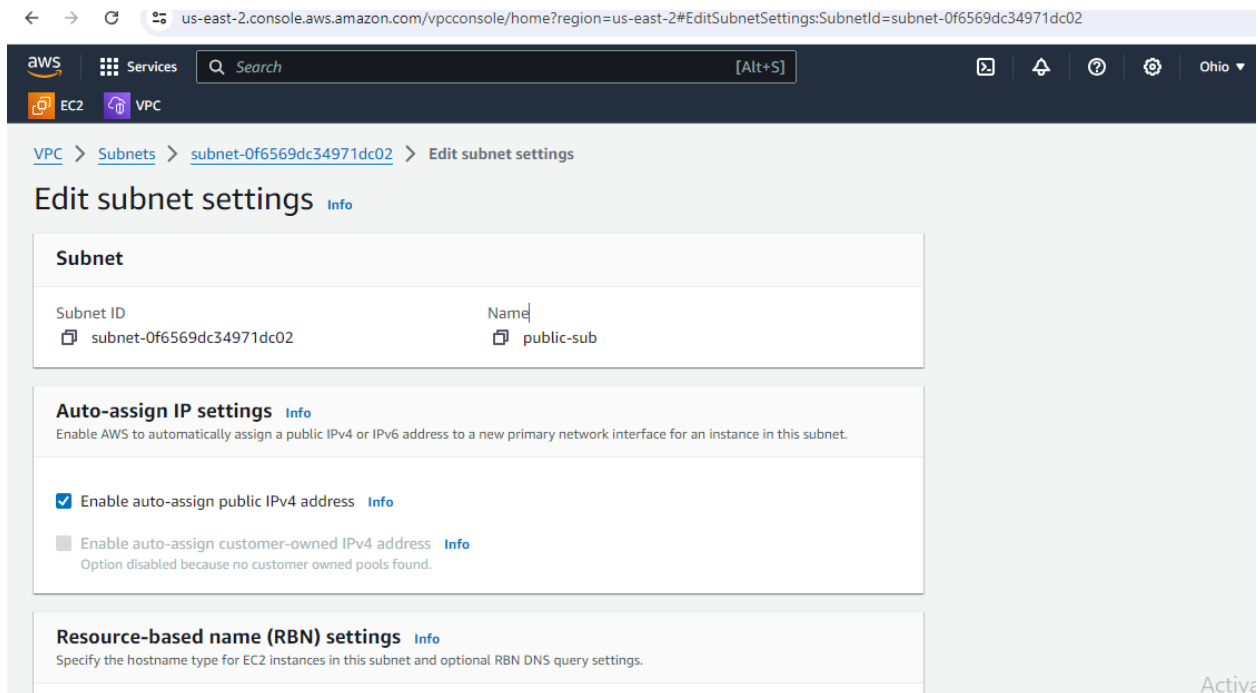 us-east-2.console.aws.amazon.com/vpcconsole/home?region=us-east-2#EditSubnetSettings:SubnetId=subnet-0f6569dc34971dc02
aws Services Search [Alt+S] Ohio
EC2 VPC
VPC > Subnets > subnet-0f6569dc34971dc02 > Edit subnet settings
Edit subnet settings Info
Subnet
Subnet ID Name
subnet-0f6569dc34971dc02 public-sub
Auto-assign IP settings Info
Enable AWS to automatically assign a public IPv4 or IPv6 address to a new primary network interface for an instance in this subnet.
Enable auto-assign public IPv4 address Info
Enable auto-assign customer-owned IPv4 address Info
Option disabled because no customer owned pools found.
Resource-based name (RBN) settings Info
Specify the hostname type for EC2 instances in this subnet and optional RBN DNS query settings.
Activa